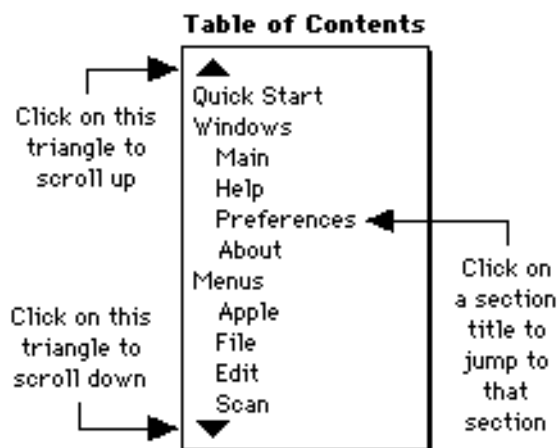 Table of Contents
Click on this
triangle to
scroll up
Quick Start
Windows
Main
Help
Preferences
About
Menus
Apple
File
Edit
Scan
Click on this
triangle to
scroll down
Click on
a section
title to
jump to
that
section